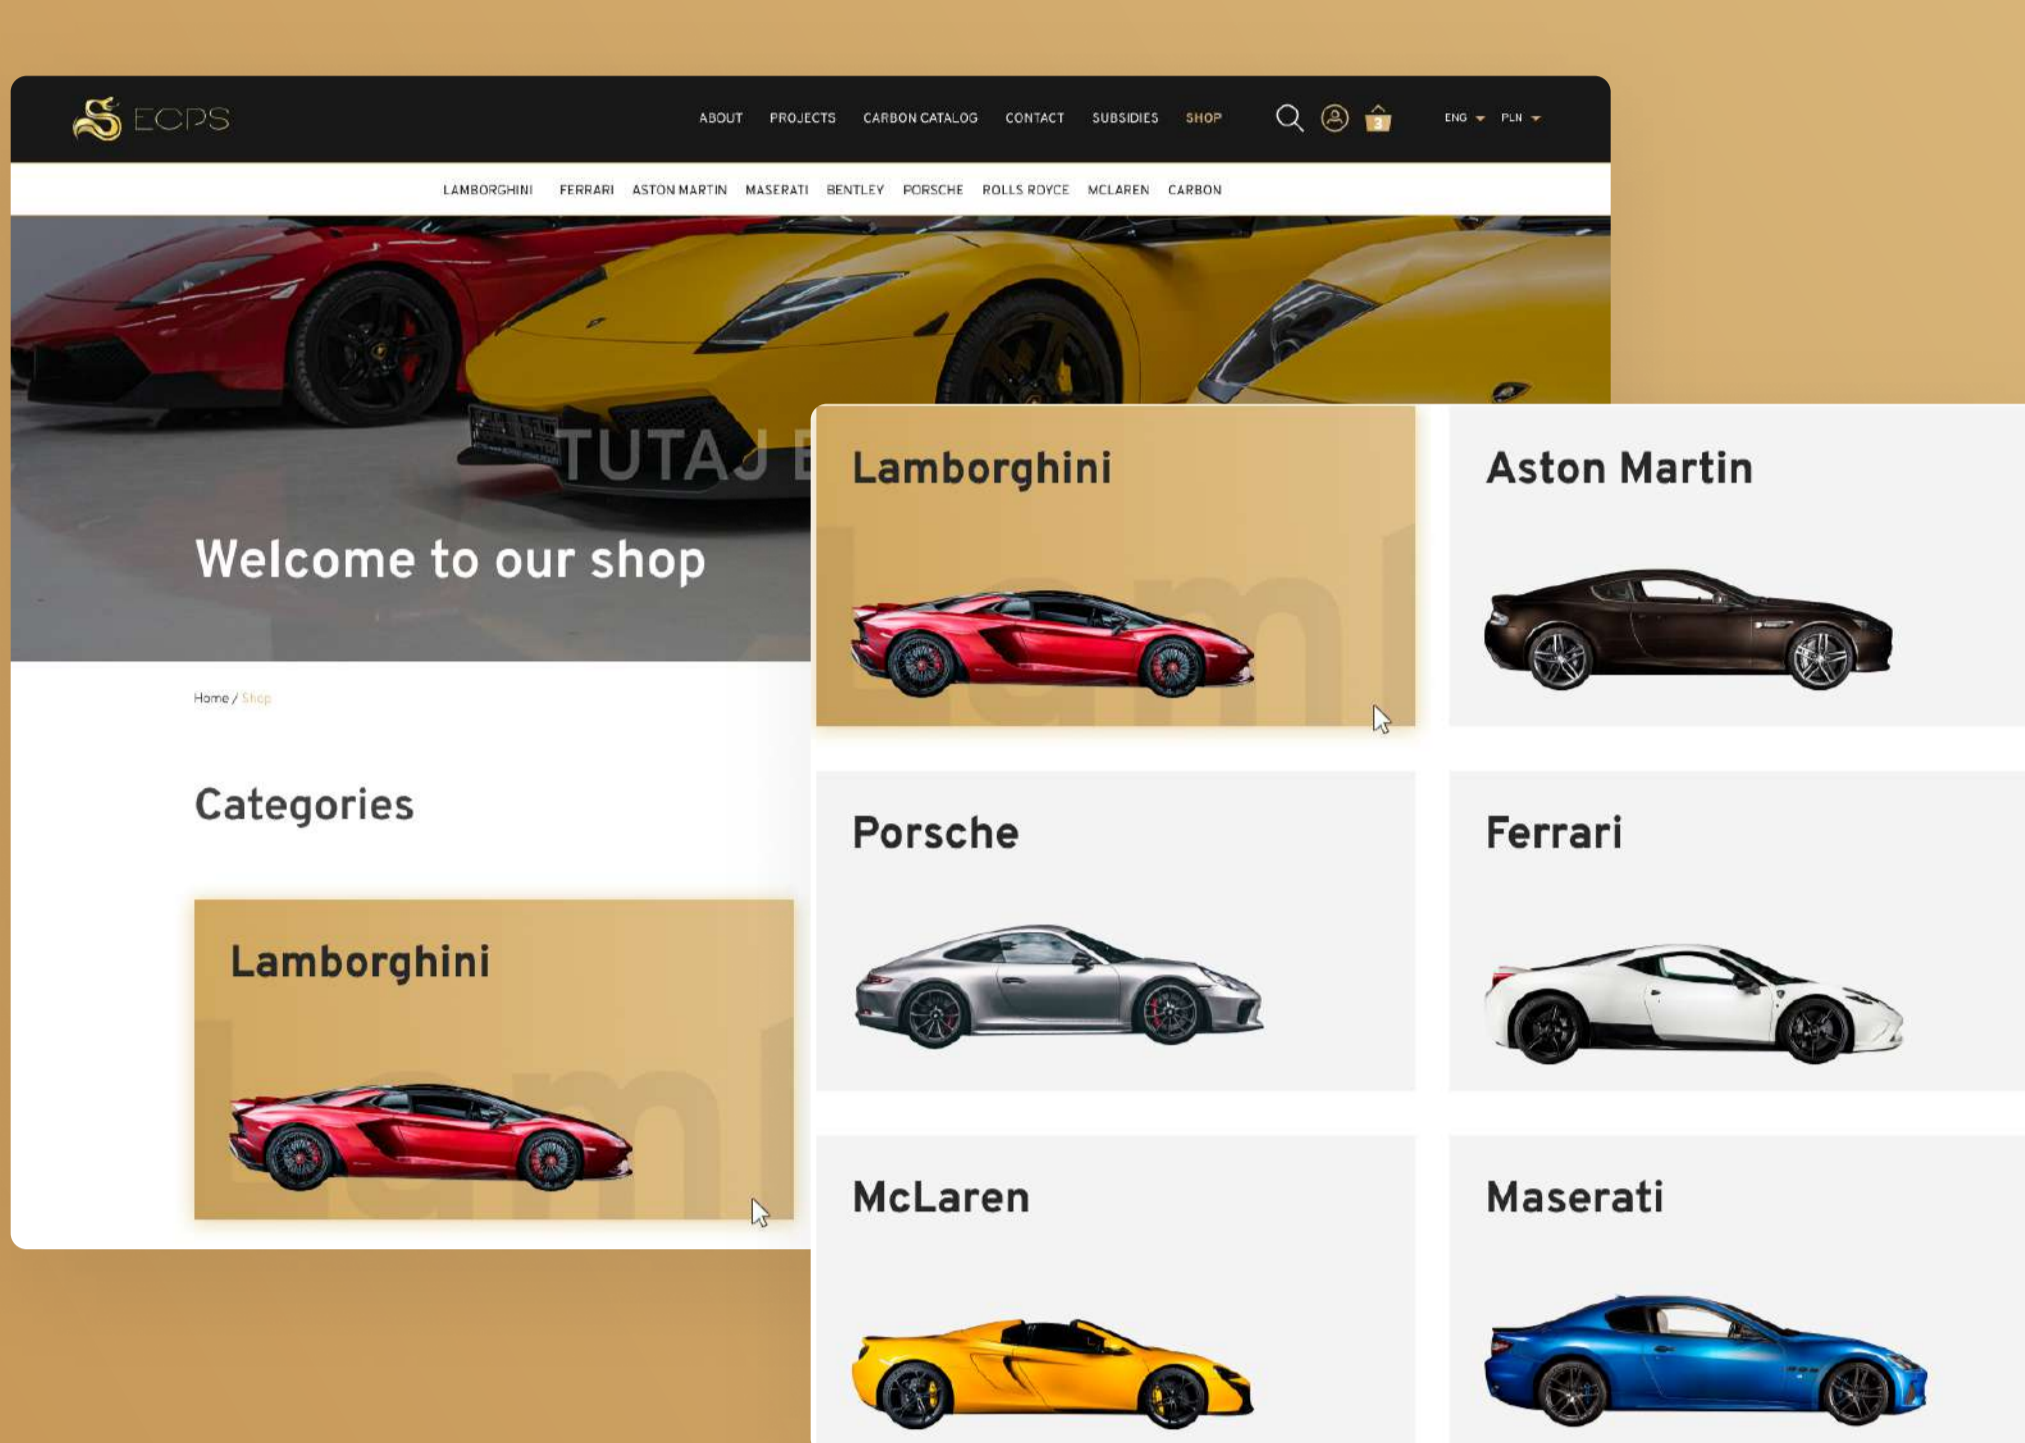 ECPS
ABOUT PROJECTS CARBON CATALOG CONTACT SUBSIDIES SHOP 3 ENG PLN
LAMBORGHINI FERRARI ASTON MARTIN MASERATI BENTLEY PORSCHE ROLLS ROYCE MCLAREN CARBON
TUTAJ
Welcome to our shop
Home / Shop
Categories
Lamborghini
Lam
Lamborghini
Lam
Aston Martin
Porsche
Ferrari
McLaren
Maserati